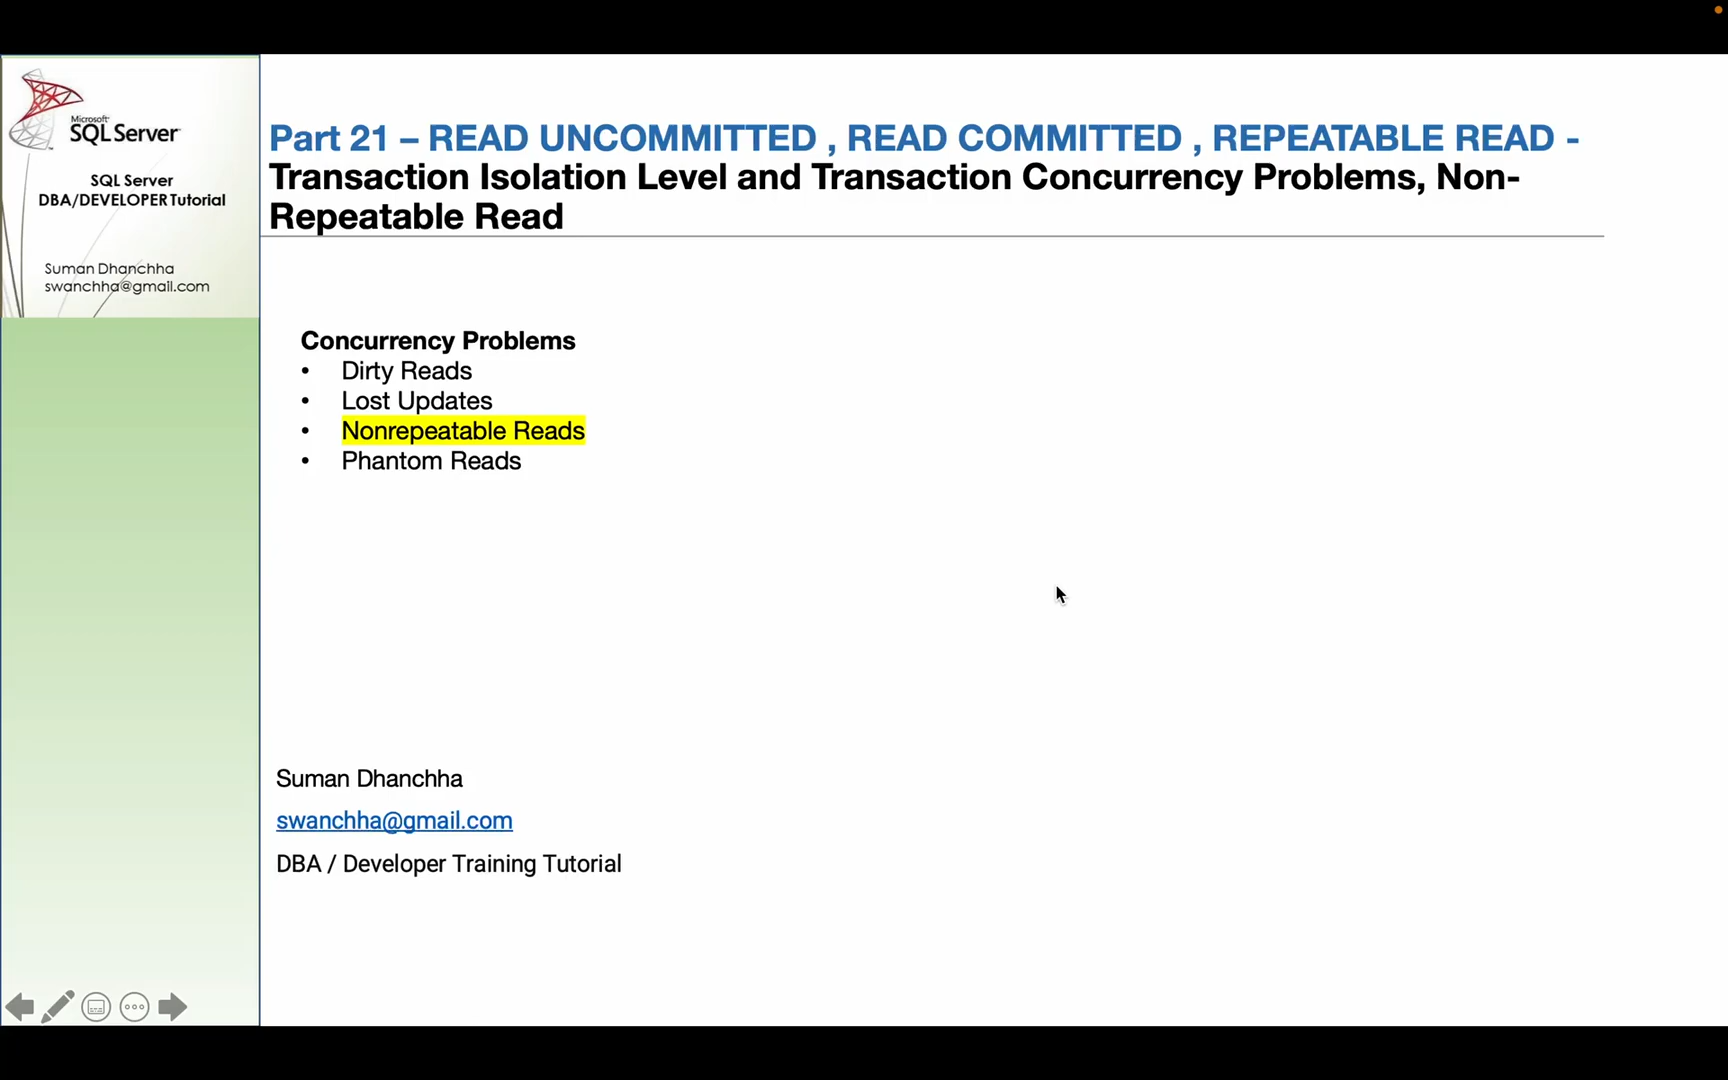 Microsoft
SQL Server
SQL Server
DBA/DEVELOPER Tutorial
Suman Dhanchha
swanchha@gmail.com
Part 21 – READ UNCOMMITTED , READ COMMITTED , REPEATABLE READ -
Transaction Isolation Level and Transaction Concurrency Problems, Non-
Repeatable Read
Concurrency Problems
• Dirty Reads
• Lost Updates
• Nonrepeatable Reads
• Phantom Reads
Suman Dhanchha
swanchha@gmail.com
DBA / Developer Training Tutorial